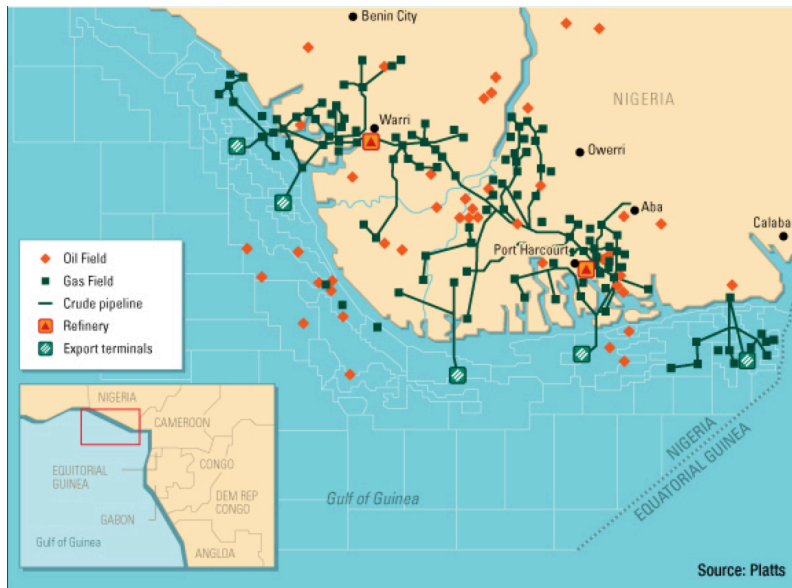 Benin City
NIGERIA
Warri
Owerri
Aba
Calaba
Port Harcourt
Oil Field
Gas Field
Crude pipeline
Refinery
Export terminals
NIGERIA
EQUATORIAL GUINEA
Gulf of Guinea
NIGERIA
CAMEROON
EQUITORIAL
GUINEA
CONGO
DEM REP
CONGO
GABON
Gulf of Guinea
ANGLOA
Source: Platts